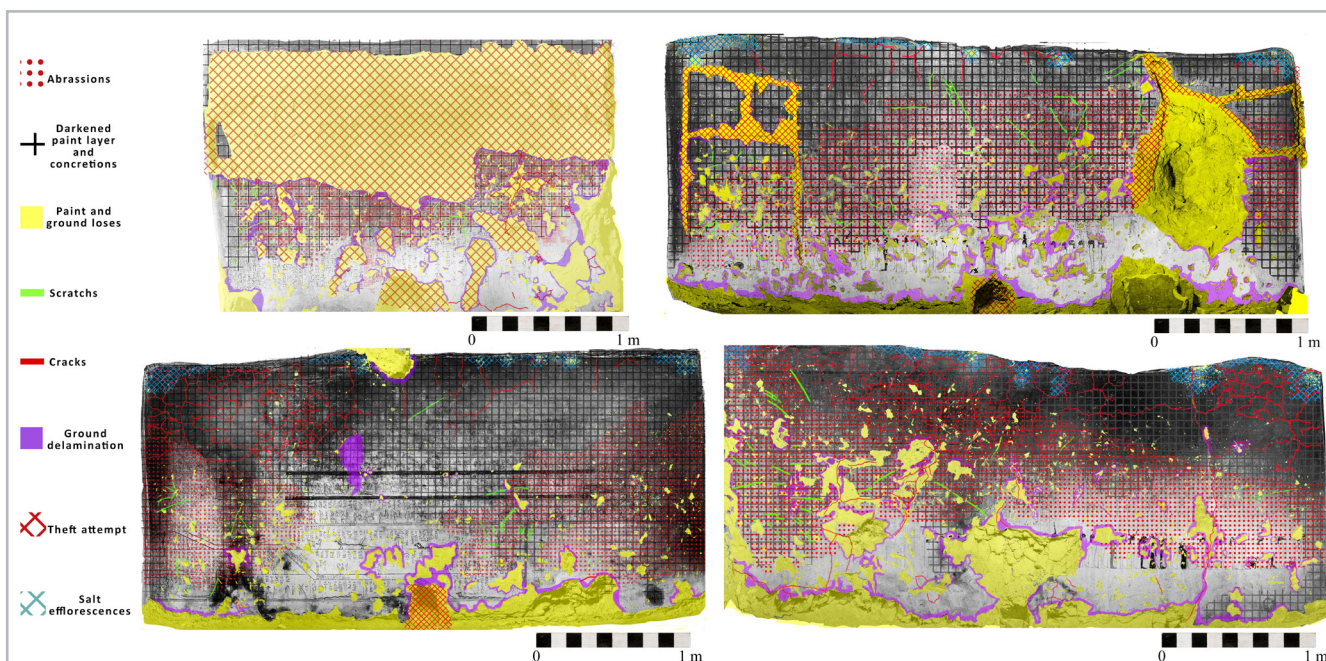 Abrassions
Darkened
paint layer
and
concretions
Paint and
ground loses
Scratchs
Cracks
Ground
delamination
Theft attempt
Salt
efflorescences
0 1 m
0 1 m
0 1 m
0 1 m